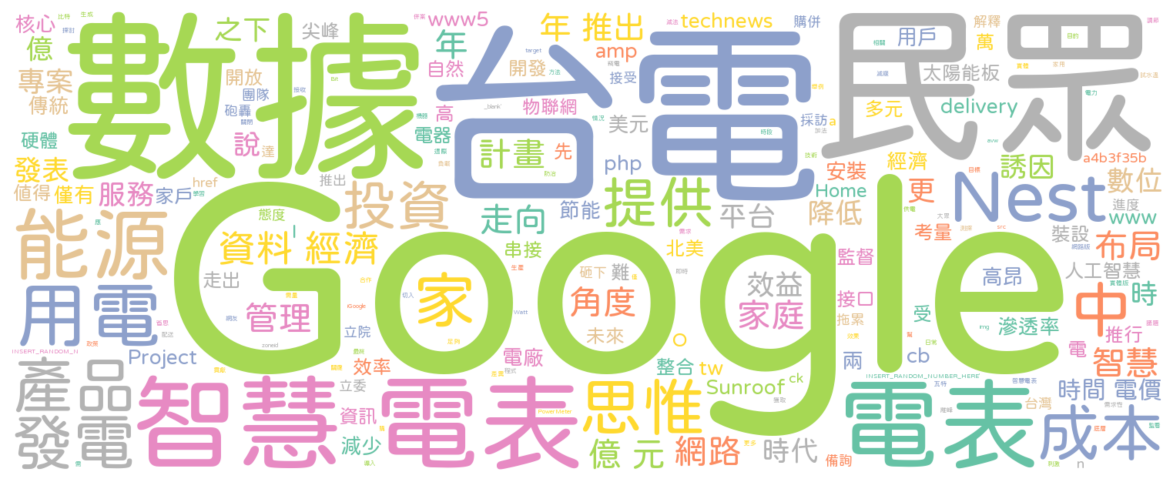 核心
億
之下
尖峰
www5
年
年 推出
technews
購併
解釋
萬
用戶
amp
數據
台電
民眾
自然
開發
接受
專案
開放
傳統
團隊
砲轟
高
物聯網
太陽能板
多元
delivery
硬體
說
達
電器
計畫
先
美元
採訪
a
發表
php
安裝
經濟
誘因
a4b3f35b
值得
僅有
服務
家戶
href
推出
投資
提供
Home
更
Nest
數位
www
進度
能源
態度
資料 經濟
走向
節能
平台
降低
考量
裝設
布局
Google
走出
串接
北美
監督
人工智慧
用電
家
砸下
難
角度
效益
家庭
高昂
中
時
管理
立院
未來
接口
拖累
受
滲透率
推行
Project
效率
電廠
整合
tw
兩
cb
電
智慧
產品
立委
Sunroof
ck
時間
電價
發電
智慧電表
思惟
電表
台灣
成本
資訊
減少
億 元
網路
時代
備詢
n
INSERT_RANDOM_NUMBER_HERE